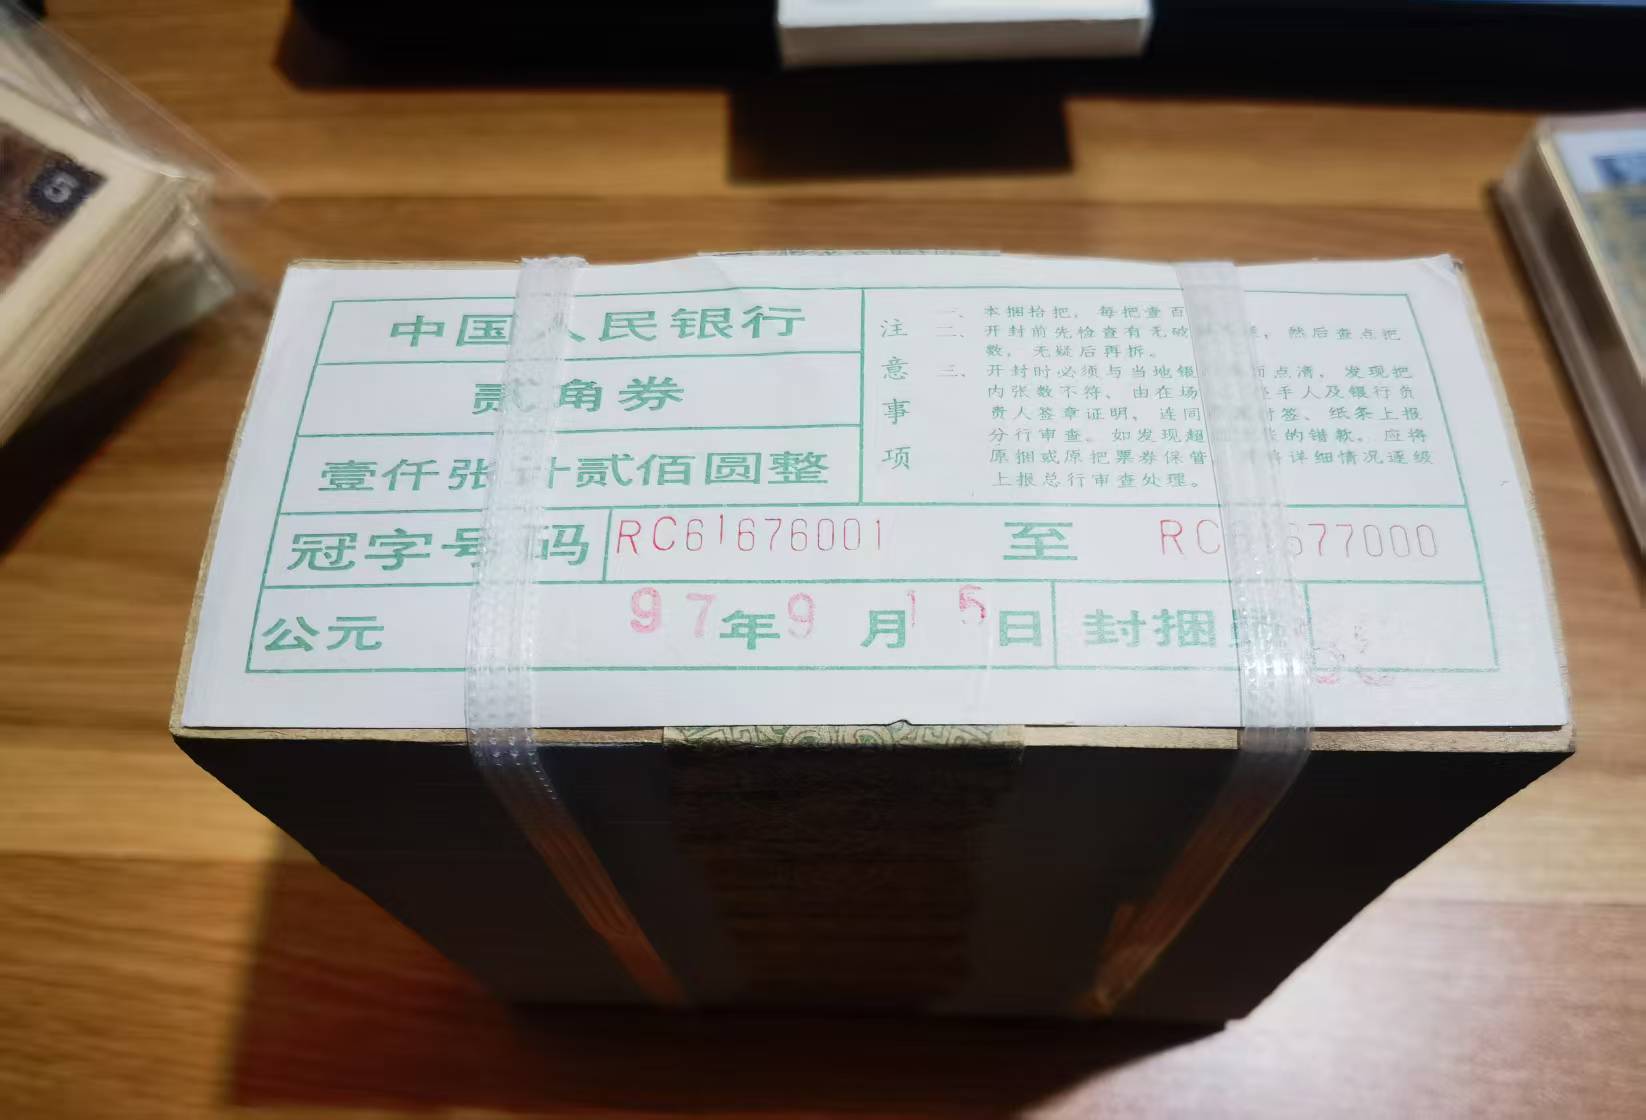 中国人民银行
贰角券
壹仟张计贰佰圆整
注意事项
一、本捆拾把，每把壹百
二、开封前先检查有无破，然后查点把
数，无疑后再拆。
三、开封时必须与当地银面点清，发现把
内张数不符，由在场手人及银行负
责人签章证明，连同封签、纸条上报
分行审查。如发现超的错款，应将
原捆或原把票券保管详细情况逐级
上报总行审查处理。
冠字号码 RC61676001 至 RC61677000
公元 97年9月15日 封捆员
5